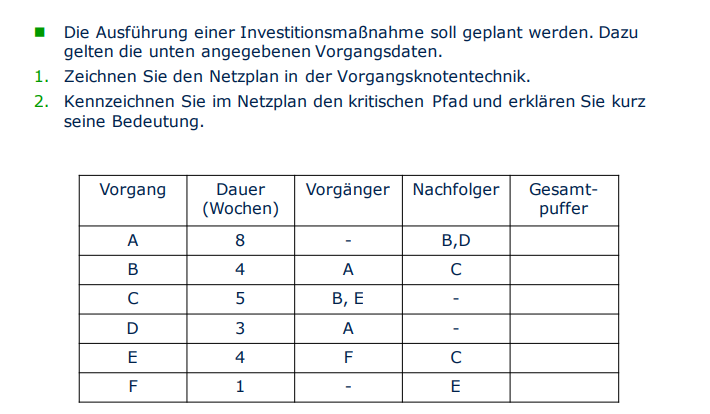 Die Ausführung einer Investitionsmaßnahme soll geplant werden. Dazu
gelten die unten angegebenen Vorgangsdaten.
1. Zeichnen Sie den Netzplan in der Vorgangsknotentechnik.
2. Kennzeichnen Sie im Netzplan den kritischen Pfad und erklären Sie kurz
seine Bedeutung.
Vorgang Dauer Vorgänger Nachfolger Gesamt-
(Wochen) puffer
A 8 - B,D
B 4 A C
C 5 B, E -
D 3 A -
E 4 F C
F 1 - E